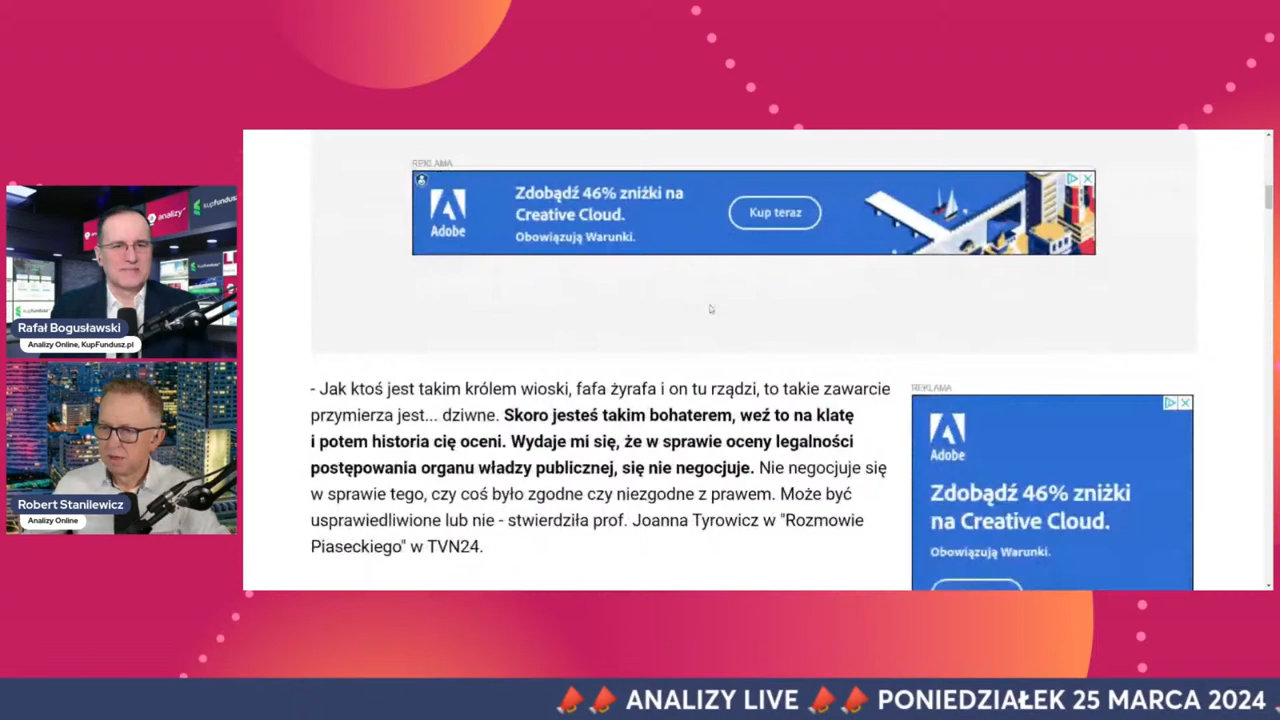 REKLAMA
Adobe
Zdobądź 46% zniżki na
Creative Cloud.
Obowiązują Warunki.
Kup teraz
analizy
kupfundusz
Rafał Bogusławski
Analizy Online, KupFundusz.pl
Robert Stanilewicz
Analizy Online
- Jak ktoś jest takim królem wioski, fafa żyrafa i on tu rządzi, to takie zawarcie
przymierza jest... dziwne. Skoro jesteś takim bohaterem, weź to na klatę
i potem historia cię oceni. Wydaje mi się, że w sprawie oceny legalności
postępowania organu władzy publicznej, się nie negocjuje. Nie negocjuje się
w sprawie tego, czy coś było zgodne czy niezgodne z prawem. Może być
usprawiedliwione lub nie - stwierdziła prof. Joanna Tyrowicz w "Rozmowie
Piaseckiego" w TVN24.
REKLAMA
Adobe
Zdobądź 46% zniżki
na Creative Cloud.
Obowiązują Warunki.
ANALIZY LIVE PONIEDZIAŁEK 25 MARCA 2024